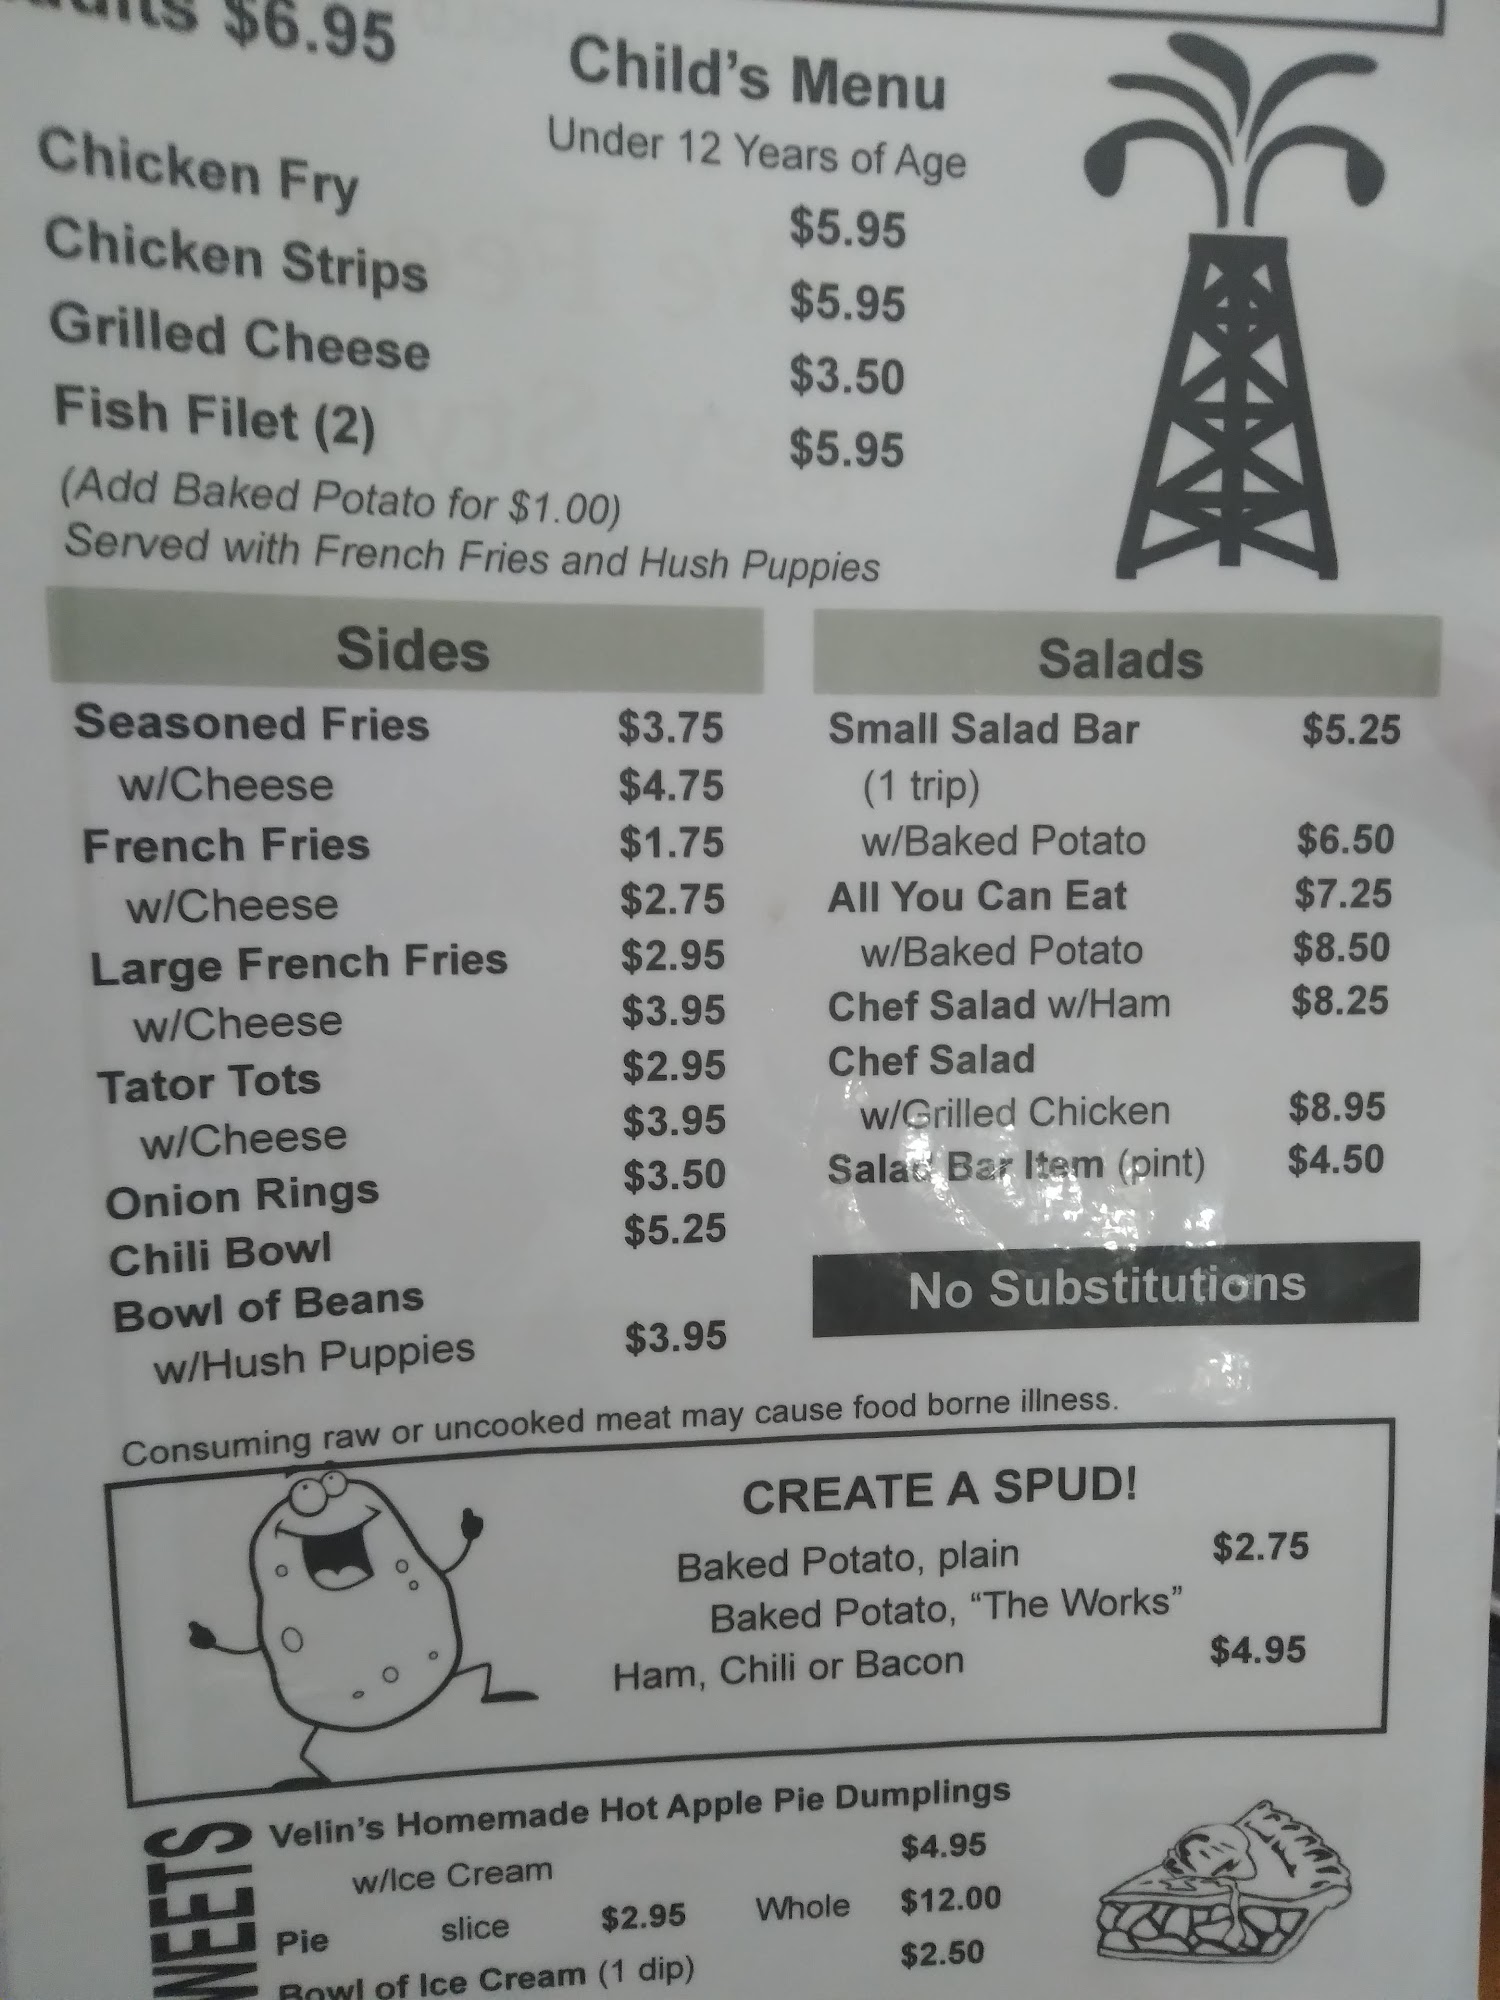 $6.95
Child's Menu
Under 12 Years of Age
Chicken Fry $5.95
Chicken Strips $5.95
Grilled Cheese $3.50
Fish Filet (2) $5.95
(Add Baked Potato for $1.00)
Served with French Fries and Hush Puppies
Sides
Seasoned Fries $3.75
w/Cheese $4.75
French Fries $1.75
w/Cheese $2.75
Large French Fries $2.95
w/Cheese $3.95
Tator Tots $2.95
w/Cheese $3.95
Onion Rings $3.50
Chili Bowl $5.25
Bowl of Beans
w/Hush Puppies $3.95
Salads
Small Salad Bar $5.25
(1 trip)
w/Baked Potato $6.50
All You Can Eat $7.25
w/Baked Potato $8.50
Chef Salad w/Ham $8.25
Chef Salad
w/Grilled Chicken $8.95
Salad Bar Item (pint) $4.50
No Substitutions
Consuming raw or uncooked meat may cause food borne illness.
CREATE A SPUD!
Baked Potato, plain $2.75
Baked Potato, “The Works”
Ham, Chili or Bacon $4.95
WEETS
Velin's Homemade Hot Apple Pie Dumplings
w/Ice Cream $4.95
Pie slice $2.95 Whole $12.00
Bowl of Ice Cream (1 dip) $2.50